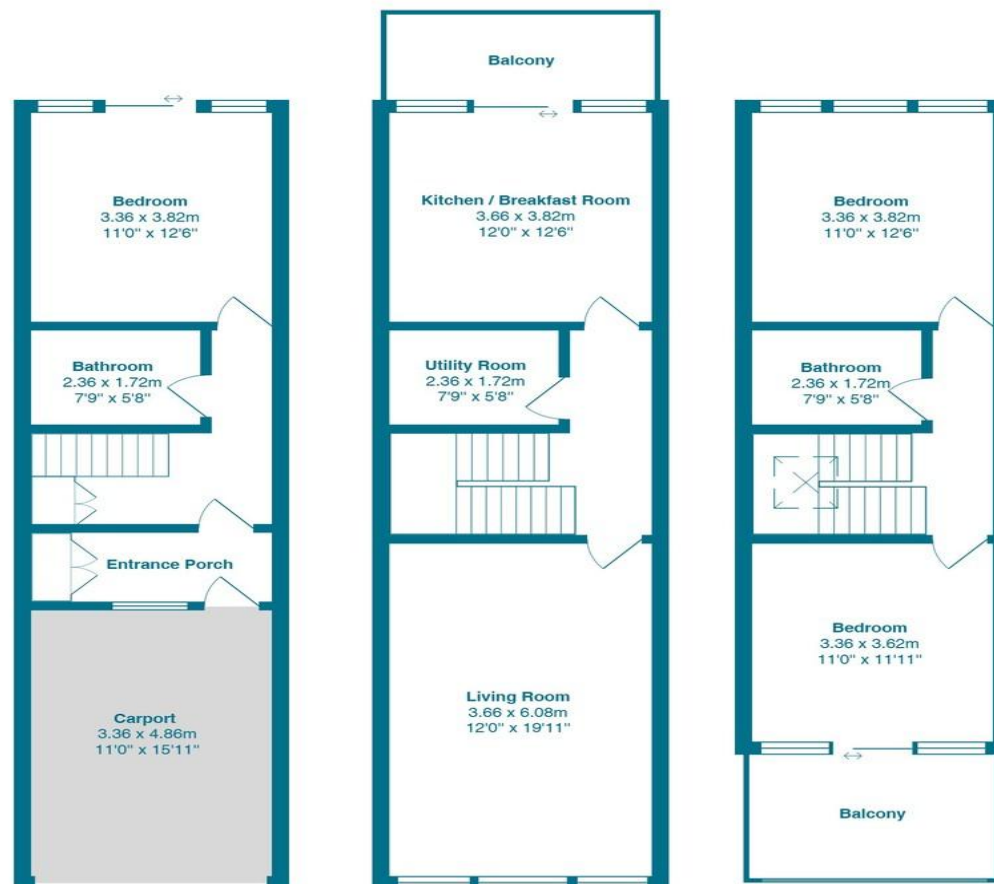 Bedroom
3.36 x 3.82m
11'0" x 12'6"
Bathroom
2.36 x 1.72m
7'9" x 5'8"
Entrance Porch
Carport
3.36 x 4.86m
11'0" x 15'11"
Balcony
Kitchen / Breakfast Room
3.66 x 3.82m
12'0" x 12'6"
Utility Room
2.36 x 1.72m
7'9" x 5'8"
Living Room
3.66 x 6.08m
12'0" x 19'11"
Bedroom
3.36 x 3.82m
11'0" x 12'6"
Bathroom
2.36 x 1.72m
7'9" x 5'8"
Bedroom
3.36 x 3.62m
11'0" x 11'11"
Balcony